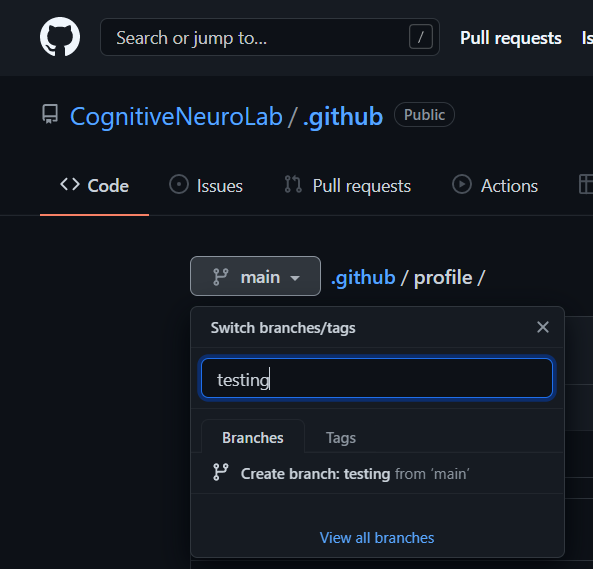 Search or jump to... /
Pull requests
CognitiveNeuroLab / .github Public
Code Issues Pull requests Actions
main .github / profile /
Switch branches/tags
testing
Branches Tags
Create branch: testing from ‘main’
View all branches